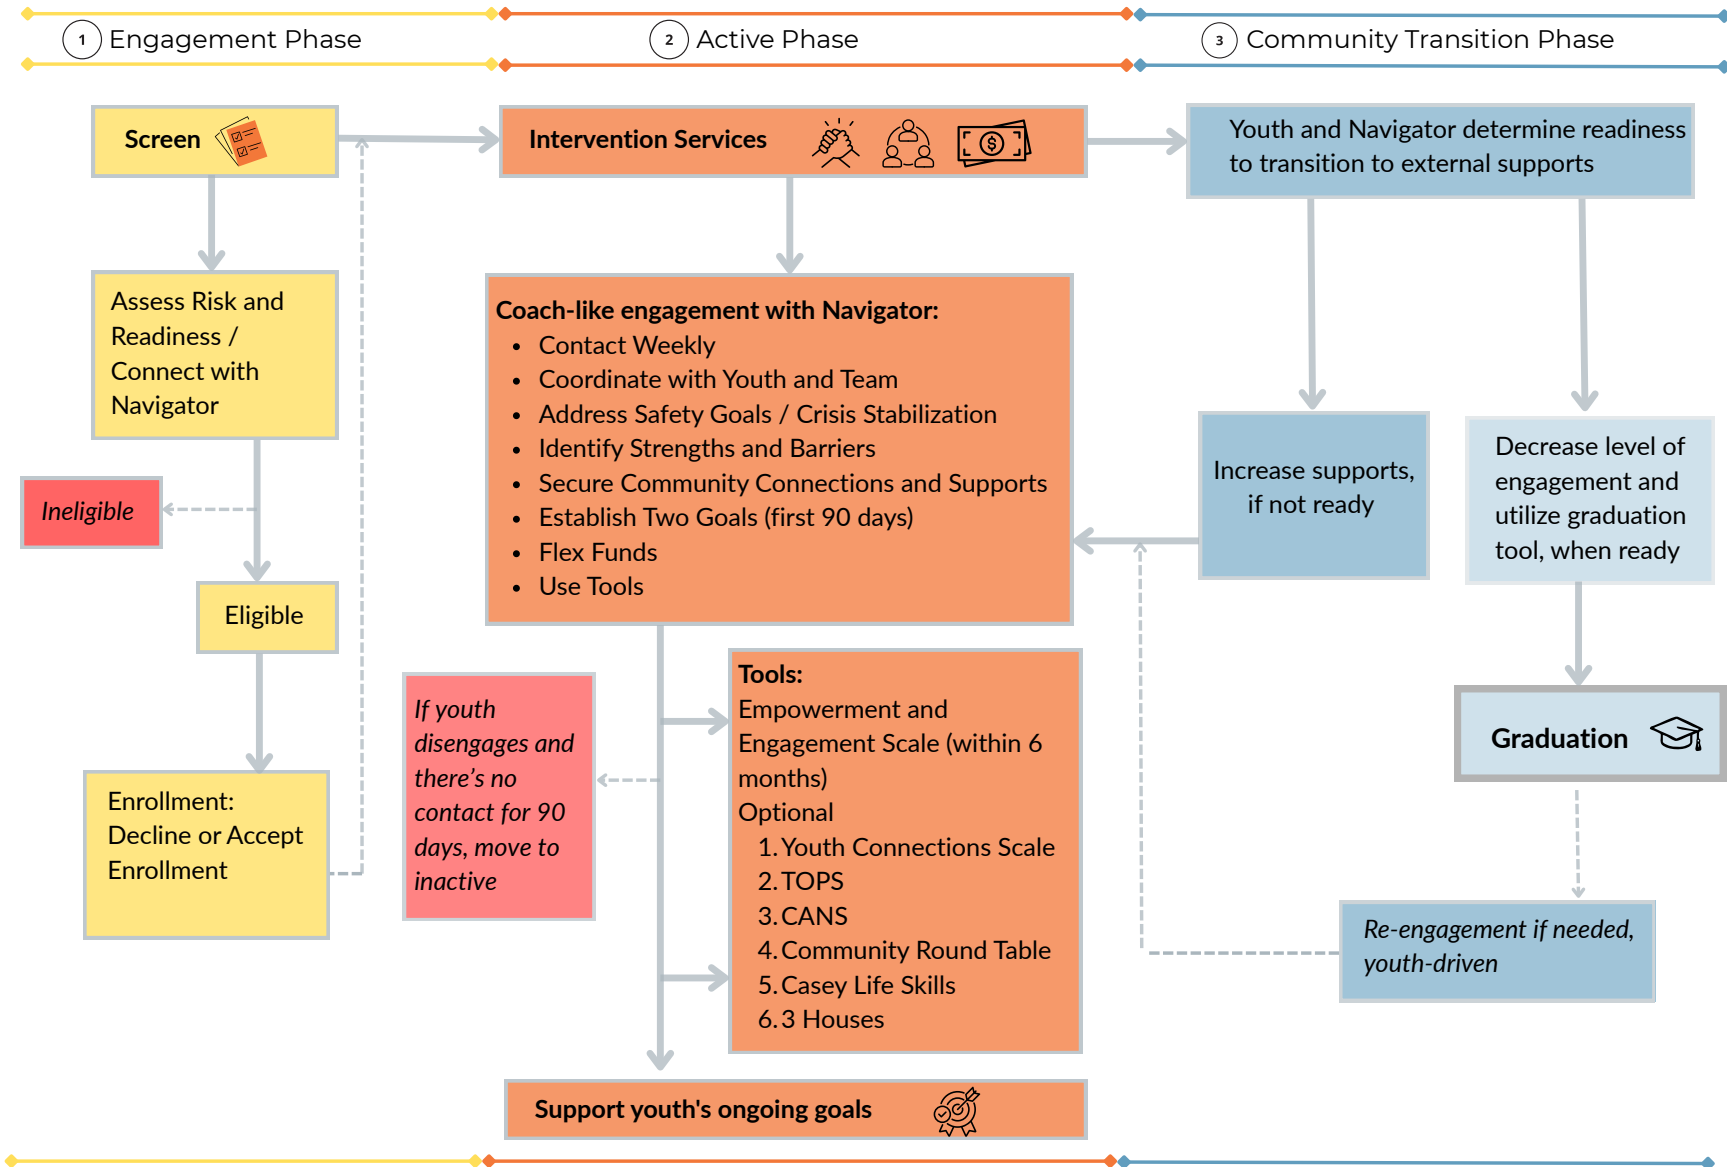 1 Engagement Phase
2 Active Phase
3 Community Transition Phase
Screen
Assess Risk and
Readiness /
Connect with
Navigator
Ineligible
Eligible
Enrollment:
Decline or Accept
Enrollment
Intervention Services
Coach-like engagement with Navigator:
• Contact Weekly
• Coordinate with Youth and Team
• Address Safety Goals / Crisis Stabilization
• Identify Strengths and Barriers
• Secure Community Connections and Supports
• Establish Two Goals (first 90 days)
• Flex Funds
• Use Tools
If youth
disengages and
there's no
contact for 90
days, move to
inactive
Tools:
Empowerment and
Engagement Scale (within 6
months)
Optional
1. Youth Connections Scale
2. TOPS
3. CANS
4. Community Round Table
5. Casey Life Skills
6. 3 Houses
Support youth's ongoing goals
Youth and Navigator determine readiness
to transition to external supports
Increase supports,
if not ready
Decrease level of
engagement and
utilize graduation
tool, when ready
Graduation
Re-engagement if needed,
youth-driven